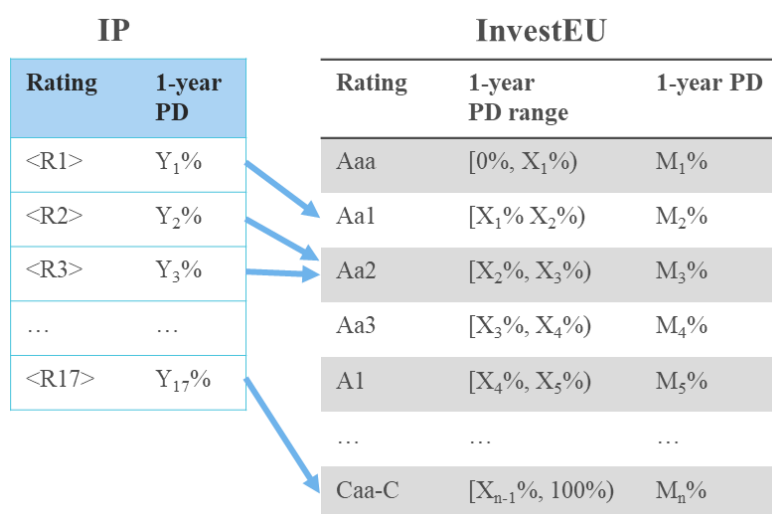 IP InvestEU
Rating 1-year PD Rating 1-year PD range 1-year PD
<R1> Y₁% Aaa [0%, X₁%) M₁%
<R2> Y₂% Aa1 [X₁% X₂%) M₂%
<R3> Y₃% Aa2 [X₂%, X₃%) M₃%
… … Aa3 [X₃%, X₄%) M₄%
<R17> Y₁₇% A1 [X₄%, X₅%) M₅%
… … …
Caa-C [Xₙ₋₁%, 100%) Mₙ%